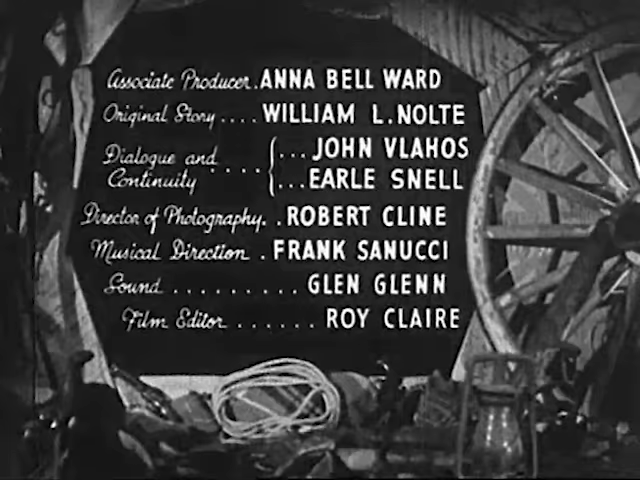 Associate Producer.ANNA BELL WARD
Original Story....WILLIAM L. NOLTE
Dialogue and Continuity....{...JOHN VLAHOS
...EARLE SNELL
Director of Photography..ROBERT CLINE
Musical Direction.FRANK SANUCCI
Sound.........GLEN GLENN
Film Editor......ROY CLAIRE